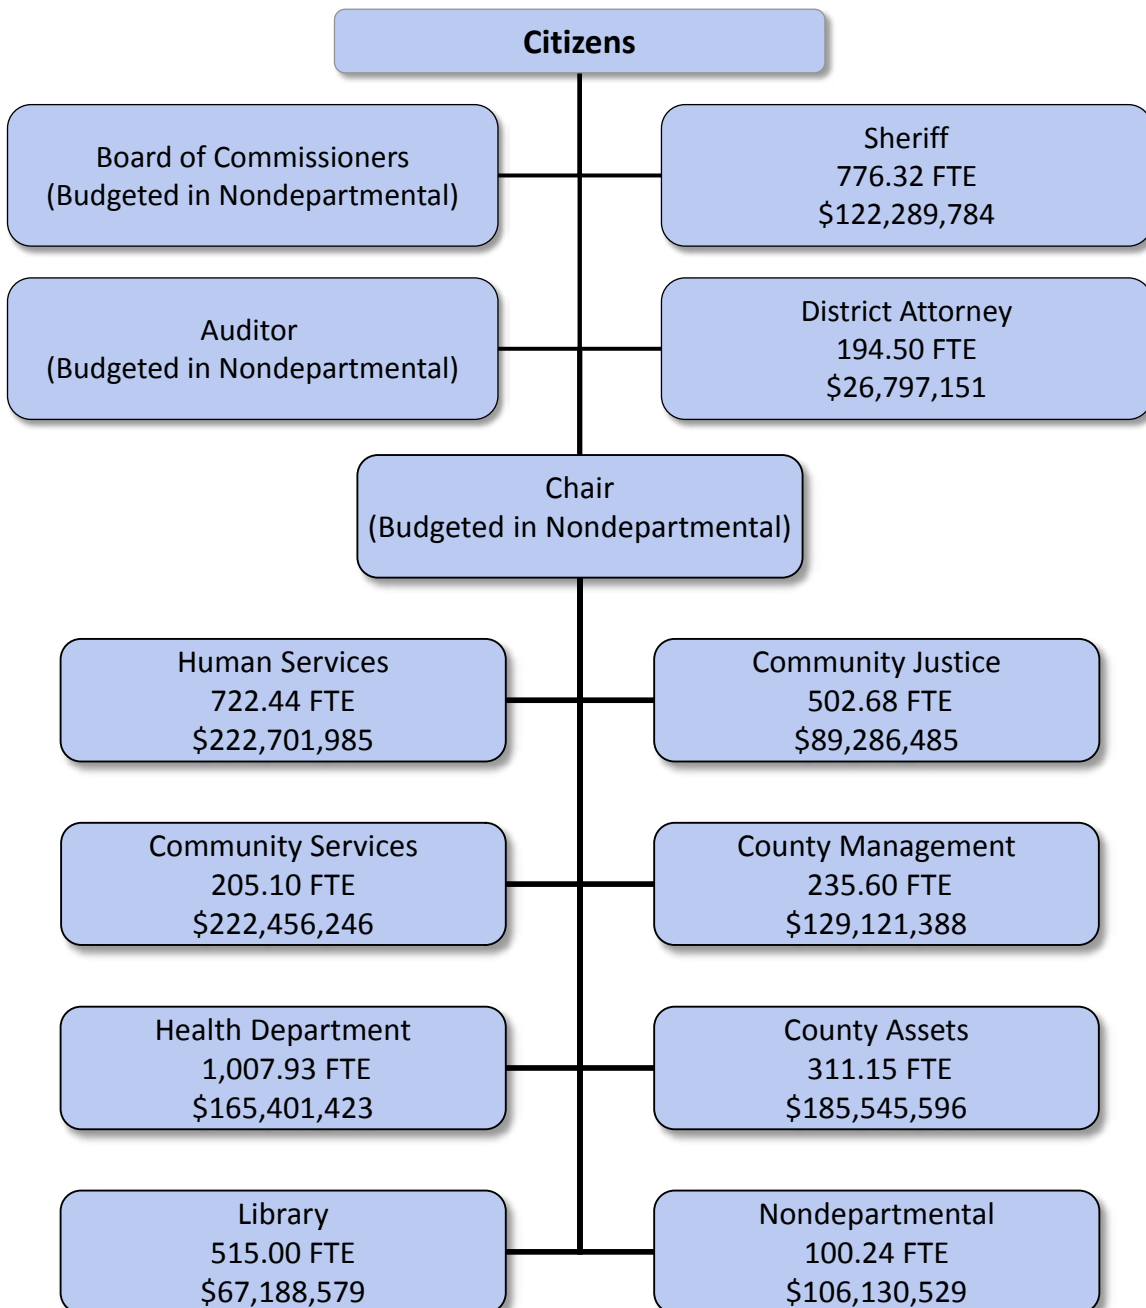 Citizens
Board of Commissioners
(Budgeted in Nondepartmental)
Sheriff
776.32 FTE
$122,289,784
Auditor
(Budgeted in Nondepartmental)
District Attorney
194.50 FTE
$26,797,151
Chair
(Budgeted in Nondepartmental)
Human Services
722.44 FTE
$222,701,985
Community Justice
502.68 FTE
$89,286,485
Community Services
205.10 FTE
$222,456,246
County Management
235.60 FTE
$129,121,388
Health Department
1,007.93 FTE
$165,401,423
County Assets
311.15 FTE
$185,545,596
Library
515.00 FTE
$67,188,579
Nondepartmental
100.24 FTE
$106,130,529